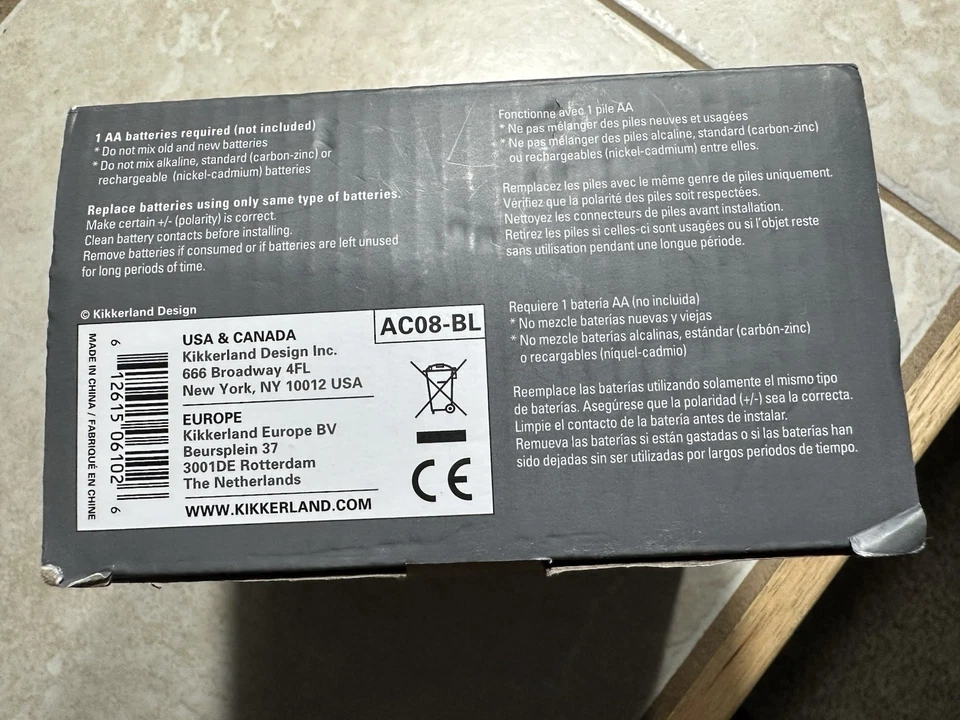 1 AA batteries required (not included)
* Do not mix old and new batteries
* Do not mix alkaline, standard (carbon-zinc) or
rechargeable (nickel-cadmium) batteries
Replace batteries using only same type of batteries.
Make certain +/- (polarity) is correct.
Clean battery contacts before installing.
Remove batteries if consumed or if batteries are left unused
for long periods of time.
© Kikkerland Design
MADE IN CHINA / FABRIQUÉ EN CHINE
6 12615 06102 6
USA & CANADA
Kikkerland Design Inc.
666 Broadway 4FL
New York, NY 10012 USA
EUROPE
Kikkerland Europe BV
Beursplein 37
3001DE Rotterdam
The Netherlands
WWW.KIKKERLAND.COM
AC08-BL
CE
Fonctionne avec 1 pile AA
* Ne pas mélanger des piles neuves et usagées
* Ne pas mélanger des piles alcaline, standard (carbon-zinc)
ou rechargeables (nickel-cadmium) entre elles.
Remplacez les piles avec le même genre de piles uniquement.
Vérifiez que la polarité des piles soit respectées.
Nettoyez les connecteurs de piles avant installation.
Retirez les piles si celles-ci sont usagées ou si l'objet reste
sans utilisation pendant une longue période.
Requiere 1 batería AA (no incluida)
* No mezcle baterías nuevas y viejas
* No mezcle baterías alcalinas, estándar (carbón-zinc)
o recargables (níquel-cadmio)
Reemplace las baterías utilizando solamente el mismo tipo
de baterías. Asegúrese que la polaridad (+/-) sea la correcta.
Limpie el contacto de la batería antes de instalar.
Remueva las baterías si están gastadas o si las baterías han
sido dejadas sin ser utilizadas por largos periodos de tiempo.